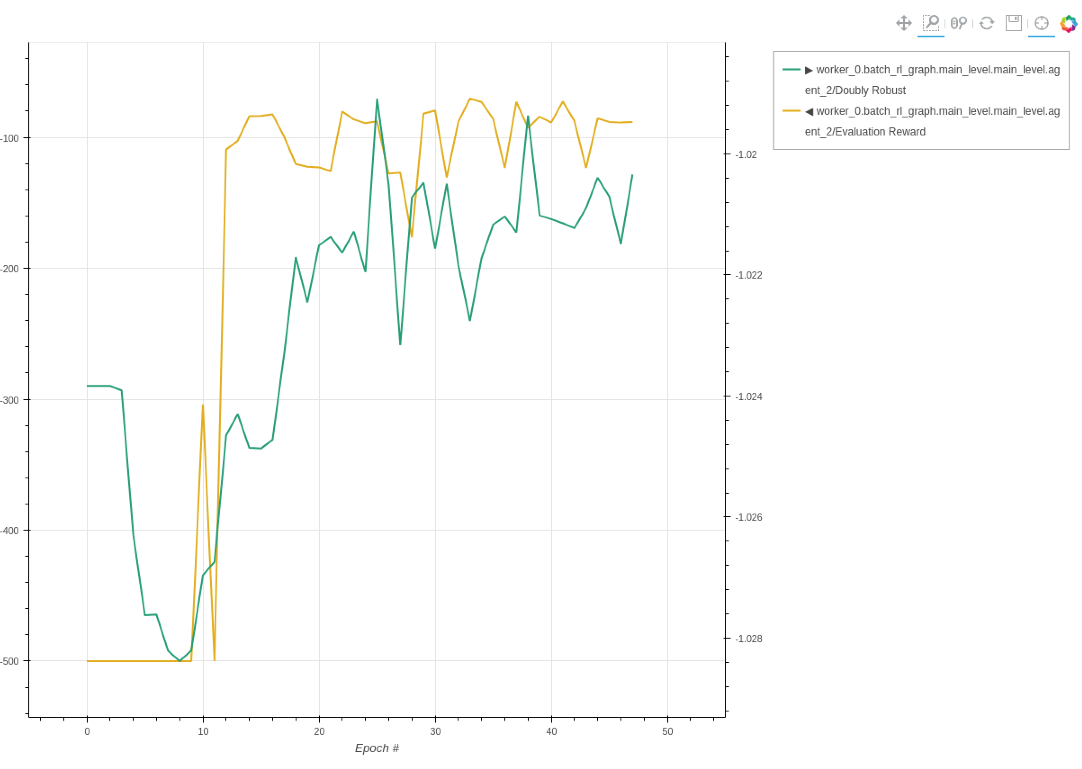 ▶ worker_0.batch_rl_graph.main_level.main_level.ag
ent_2/Doubly Robust
◀ worker_0.batch_rl_graph.main_level.main_level.ag
ent_2/Evaluation Reward
-100
-200
-300
-400
-500
-1.02
-1.022
-1.024
-1.026
-1.028
0 10 20 30 40 50
Epoch #